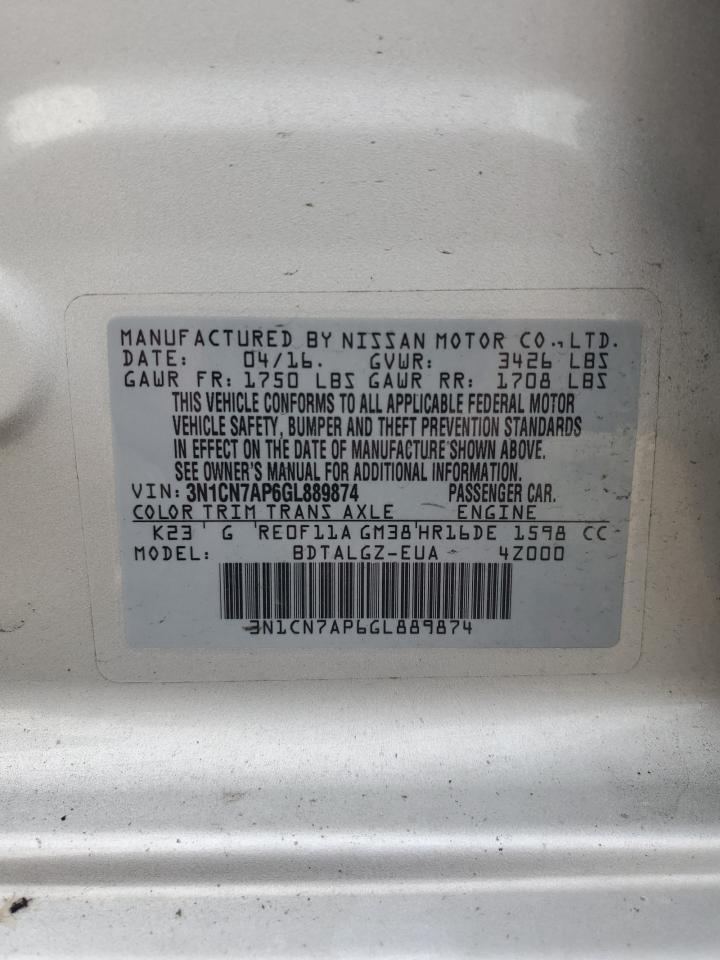 MANUFACTURED BY NISSAN MOTOR CO., LTD.
DATE: 04/16. GVWR: 3426 LBS
GAWR FR: 1750 LBS GAWR RR: 1708 LBS
THIS VEHICLE CONFORMS TO ALL APPLICABLE FEDERAL MOTOR
VEHICLE SAFETY, BUMPER AND THEFT PREVENTION STANDARDS
IN EFFECT ON THE DATE OF MANUFACTURE SHOWN ABOVE.
SEE OWNER'S MANUAL FOR ADDITIONAL INFORMATION.
VIN: 3N1CN7AP6GL889874 PASSENGER CAR.
COLOR TRIM TRANS AXLE ENGINE
K23 ' G ' RE0F11A GM38 ' HR16DE 1598 CC
MODEL: BDTALGZ-EUA 4Z000
3N1CN7AP6GL889874